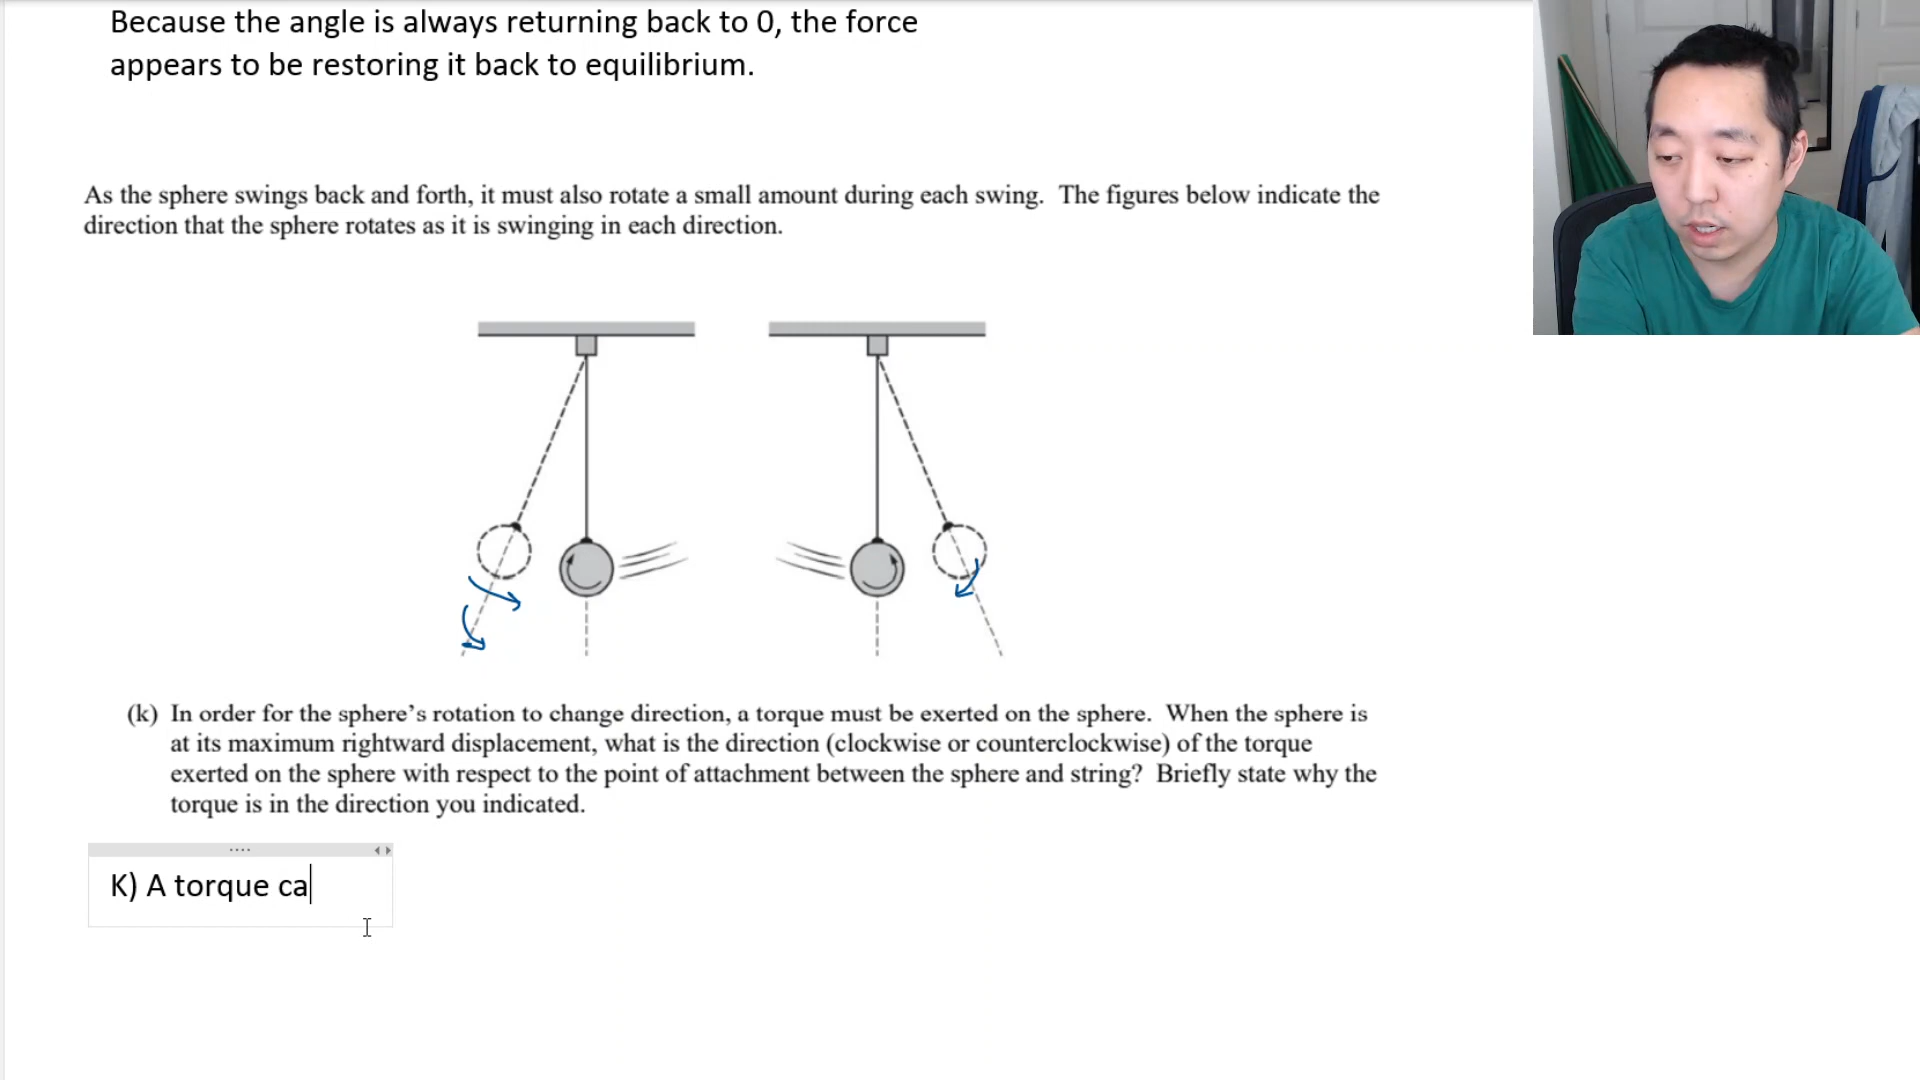 Because the angle is always returning back to 0, the force
appears to be restoring it back to equilibrium.
As the sphere swings back and forth, it must also rotate a small amount during each swing. The figures below indicate the
direction that the sphere rotates as it is swinging in each direction.
(k) In order for the sphere's rotation to change direction, a torque must be exerted on the sphere. When the sphere is
at its maximum rightward displacement, what is the direction (clockwise or counterclockwise) of the torque
exerted on the sphere with respect to the point of attachment between the sphere and string? Briefly state why the
torque is in the direction you indicated.
K) A torque ca